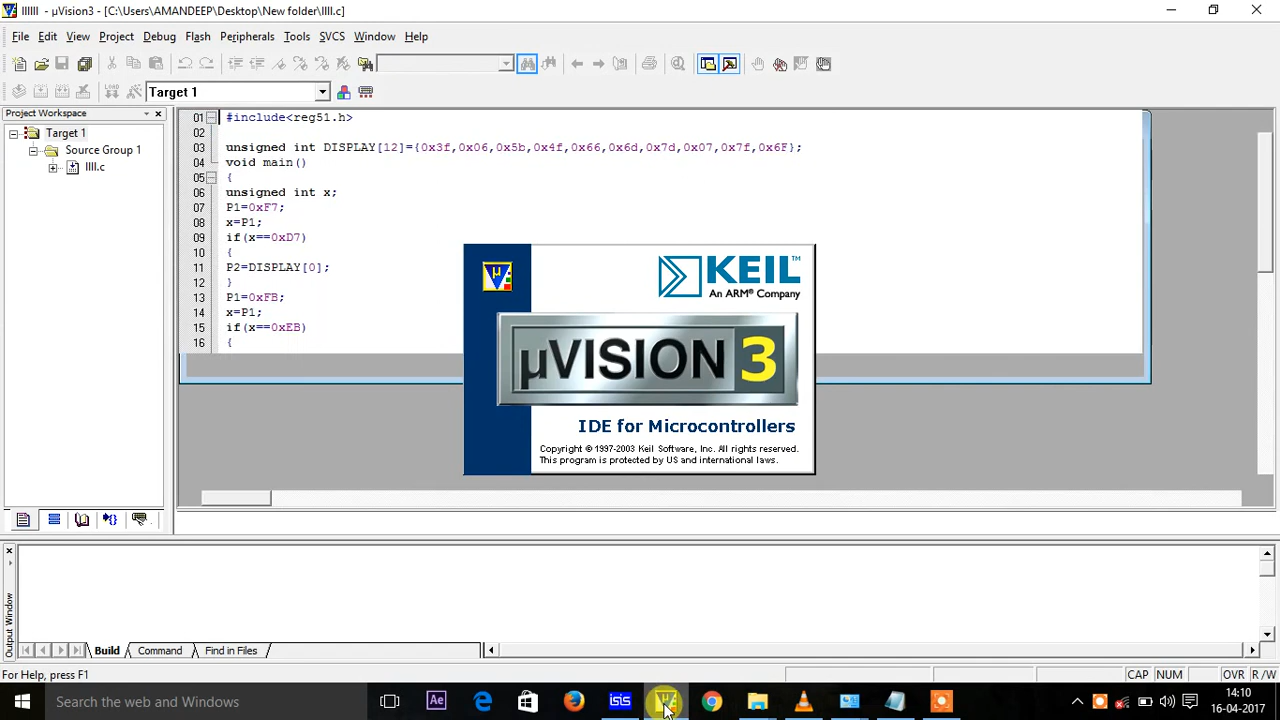 IIIIII - µVision3 - [C:\Users\AMANDEEP\Desktop\New folder\IIII.c]
File Edit View Project Debug Flash Peripherals Tools SVCS Window Help
Target 1
Project Workspace
Target 1
Source Group 1
IIII.c
01 #include<reg51.h>
02
03 unsigned int DISPLAY[12]={0x3f,0x06,0x5b,0x4f,0x66,0x6d,0x7d,0x07,0x7f,0x6F};
04 void main()
05 {
06 unsigned int x;
07 P1=0xF7;
08 x=P1;
09 if(x==0xD7)
10 {
11 P2=DISPLAY[0];
12 }
13 P1=0xFB;
14 x=P1;
15 if(x==0xEB)
16 {
KEIL™
An ARM® Company
µVISION 3
IDE for Microcontrollers
Copyright © 1997-2003 Keil Software, Inc. All rights reserved.
This program is protected by US and international laws.
Output Window
Build Command Find in Files
For Help, press F1
CAP NUM OVR R/W
Search the web and Windows
Ae
isis
14:10
16-04-2017